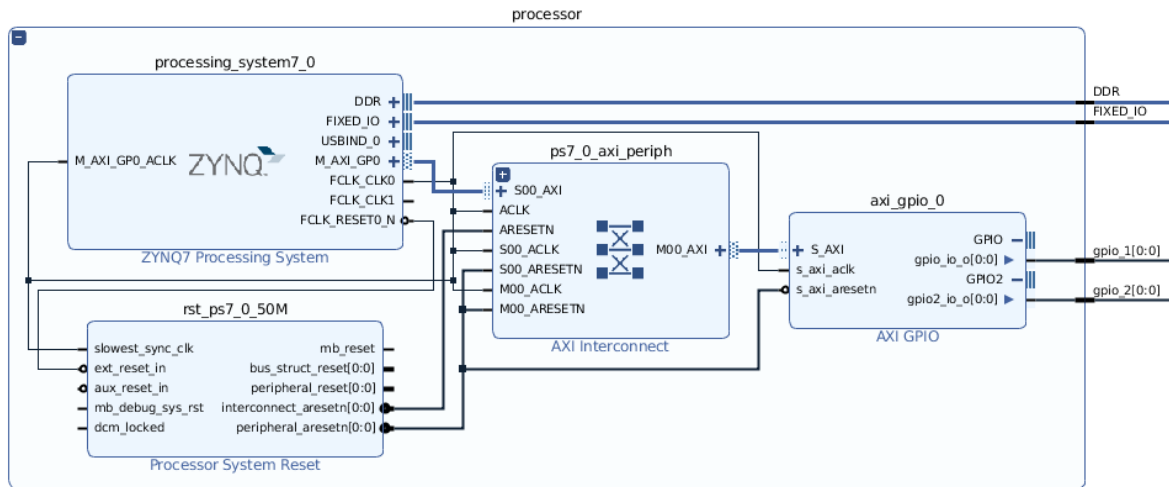 processor
processing_system7_0
DDR
FIXED_IO
USBIND_0
M_AXI_GP0_ACLK
ZYNQ
M_AXI_GP0
FCLK_CLK0
FCLK_CLK1
FCLK_RESET0_N
ZYNQ7 Processing System
DDR
FIXED_IO
ps7_0_axi_periph
S00_AXI
ACLK
ARESETN
S00_ACLK
M00_AXI
S00_ARESETN
M00_ACLK
M00_ARESETN
AXI Interconnect
axi_gpio_0
GPIO
S_AXI
gpio_io_o[0:0]
s_axi_aclk
GPIO2
s_axi_aresetn
gpio2_io_o[0:0]
AXI GPIO
gpio_1[0:0]
gpio_2[0:0]
rst_ps7_0_50M
slowest_sync_clk
mb_reset
ext_reset_in
bus_struct_reset[0:0]
aux_reset_in
peripheral_reset[0:0]
mb_debug_sys_rst
interconnect_aresetn[0:0]
dcm_locked
peripheral_aresetn[0:0]
Processor System Reset